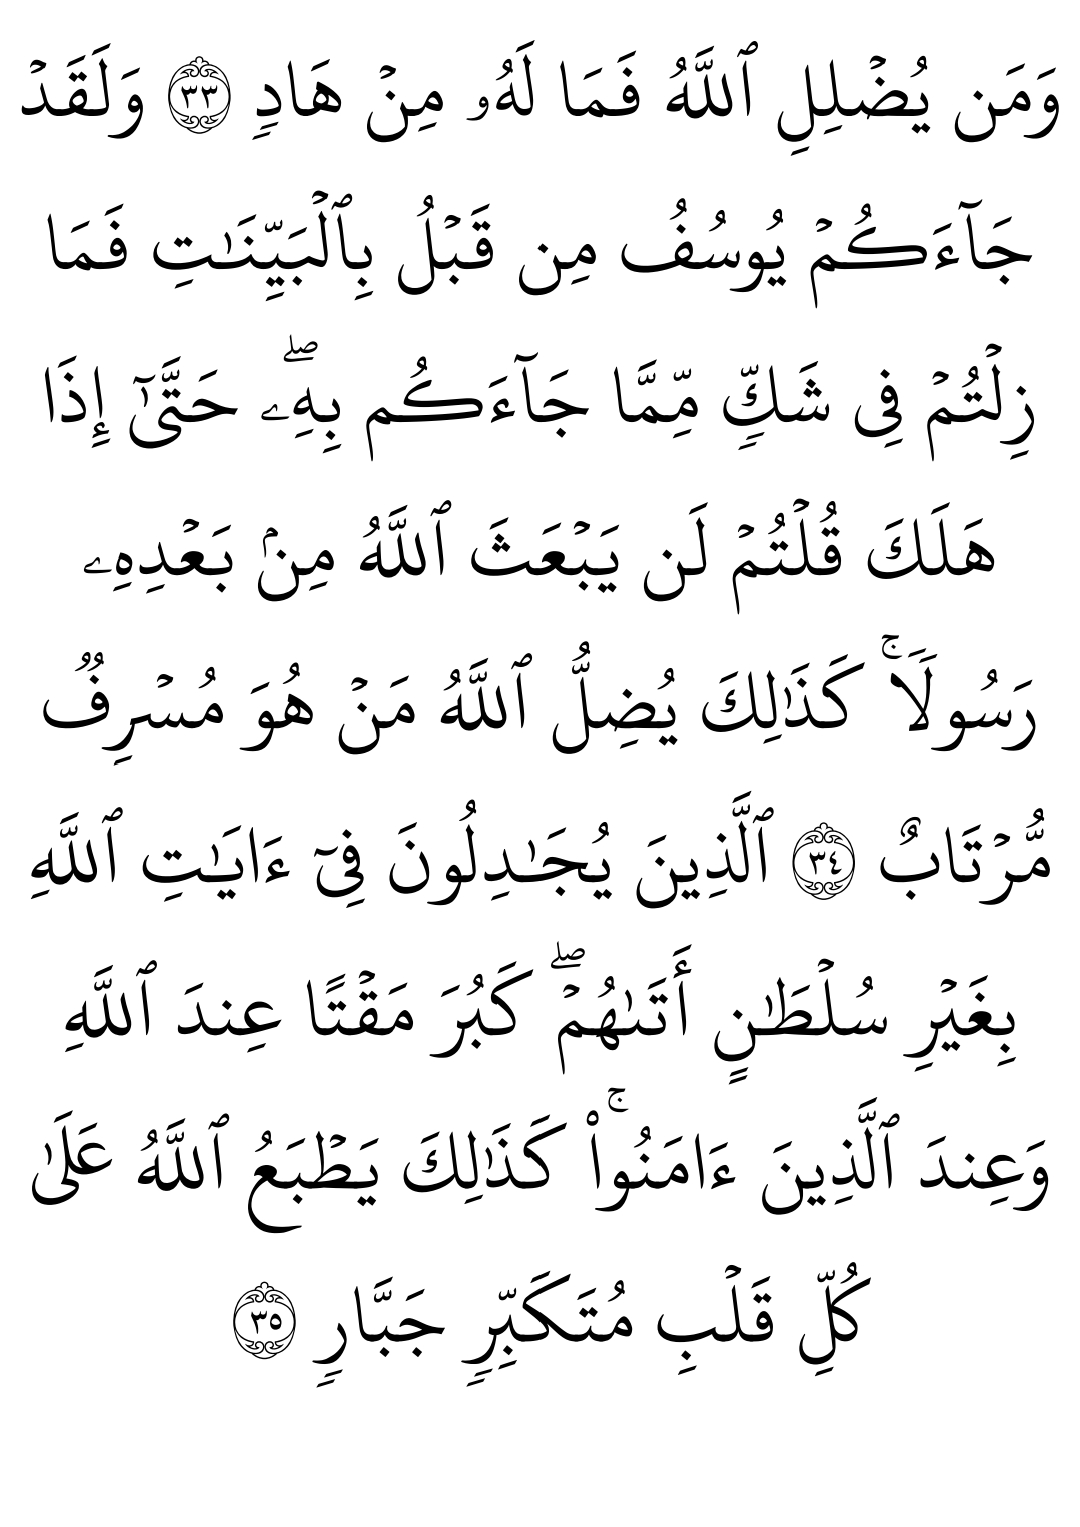 وَمَن يُضۡلِلِ ٱللَّهُ فَمَا لَهُۥ مِنۡ هَادٖ ٣٣ وَلَقَدۡ
جَآءَكُمۡ يُوسُفُ مِن قَبۡلُ بِٱلۡبَيِّنَٰتِ فَمَا
زِلۡتُمۡ فِي شَكّٖ مِّمَّا جَآءَكُم بِهِۦۖ حَتَّىٰٓ إِذَا
هَلَكَ قُلۡتُمۡ لَن يَبۡعَثَ ٱللَّهُ مِنۢ بَعۡدِهِۦ
رَسُولٗاۚ كَذَٰلِكَ يُضِلُّ ٱللَّهُ مَنۡ هُوَ مُسۡرِفٞ
مُّرۡتَابٌ ٣٤ ٱلَّذِينَ يُجَٰدِلُونَ فِيٓ ءَايَٰتِ ٱللَّهِ
بِغَيۡرِ سُلۡطَٰنٍ أَتَىٰهُمۡۖ كَبُرَ مَقۡتًا عِندَ ٱللَّهِ
وَعِندَ ٱلَّذِينَ ءَامَنُواْۚ كَذَٰلِكَ يَطۡبَعُ ٱللَّهُ عَلَىٰ
كُلِّ قَلۡبِ مُتَكَبِّرٖ جَبَّارٖ ٣٥